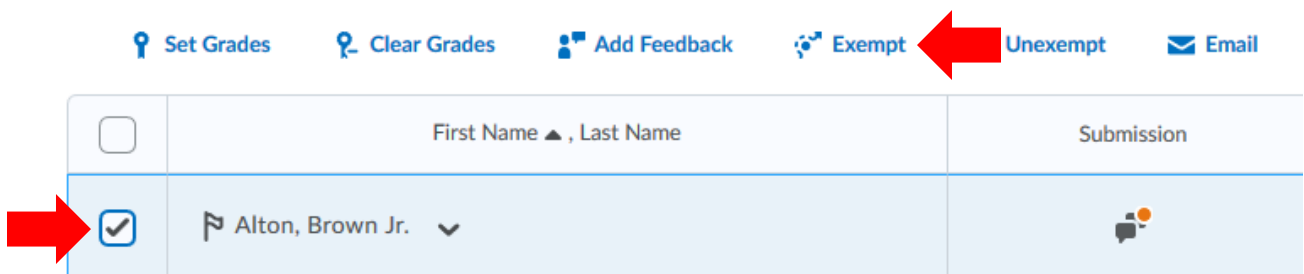 Set Grades Clear Grades Add Feedback Exempt Unexempt Email
First Name ▲ , Last Name Submission
Alton, Brown Jr.